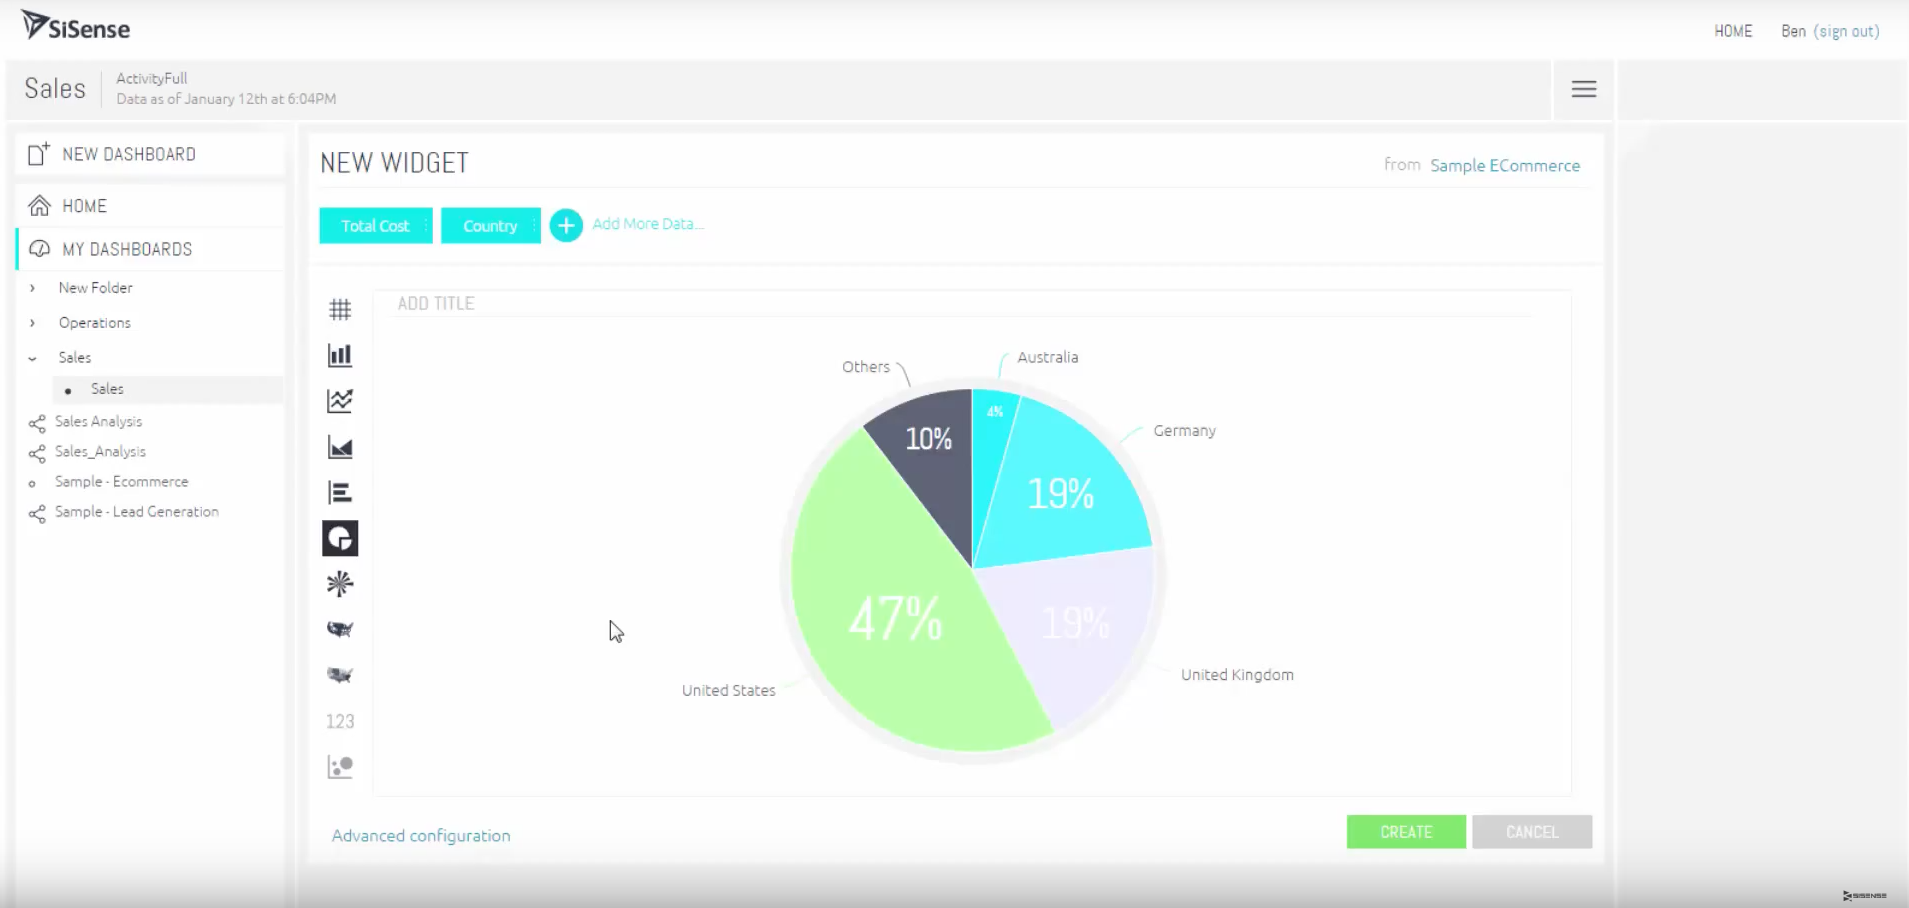 SiSense
HOME Ben (sign out)
Sales
ActivityFull
Data as of January 12th at 6:04PM
NEW DASHBOARD
HOME
MY DASHBOARDS
New Folder
Operations
Sales
Sales
Sales Analysis
Sales_Analysis
Sample - Ecommerce
Sample - Lead Generation
NEW WIDGET
from Sample ECommerce
Total Cost
Country
Add More Data...
ADD TITLE
123
Others
Australia
Germany
United Kingdom
United States
10%
4%
19%
19%
47%
Advanced configuration
CREATE
CANCEL
SISENSE